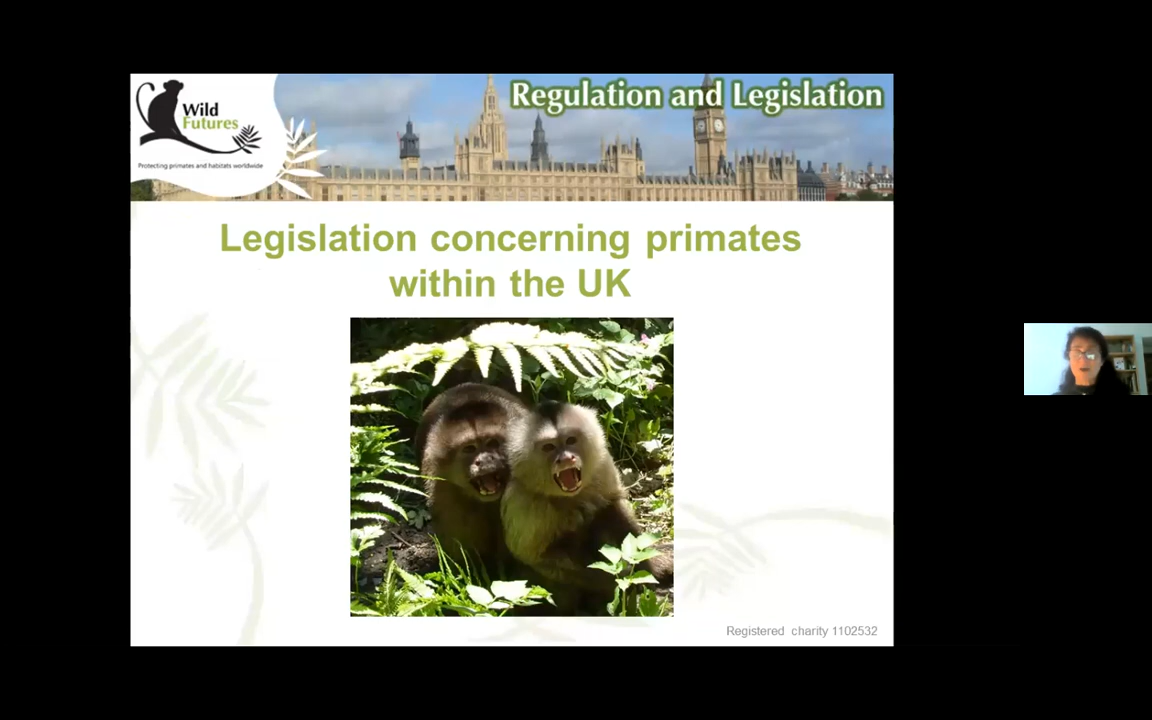 Regulation and Legislation
Wild
Futures
Protecting primates and habitats worldwide
Legislation concerning primates
within the UK
Registered charity 1102532